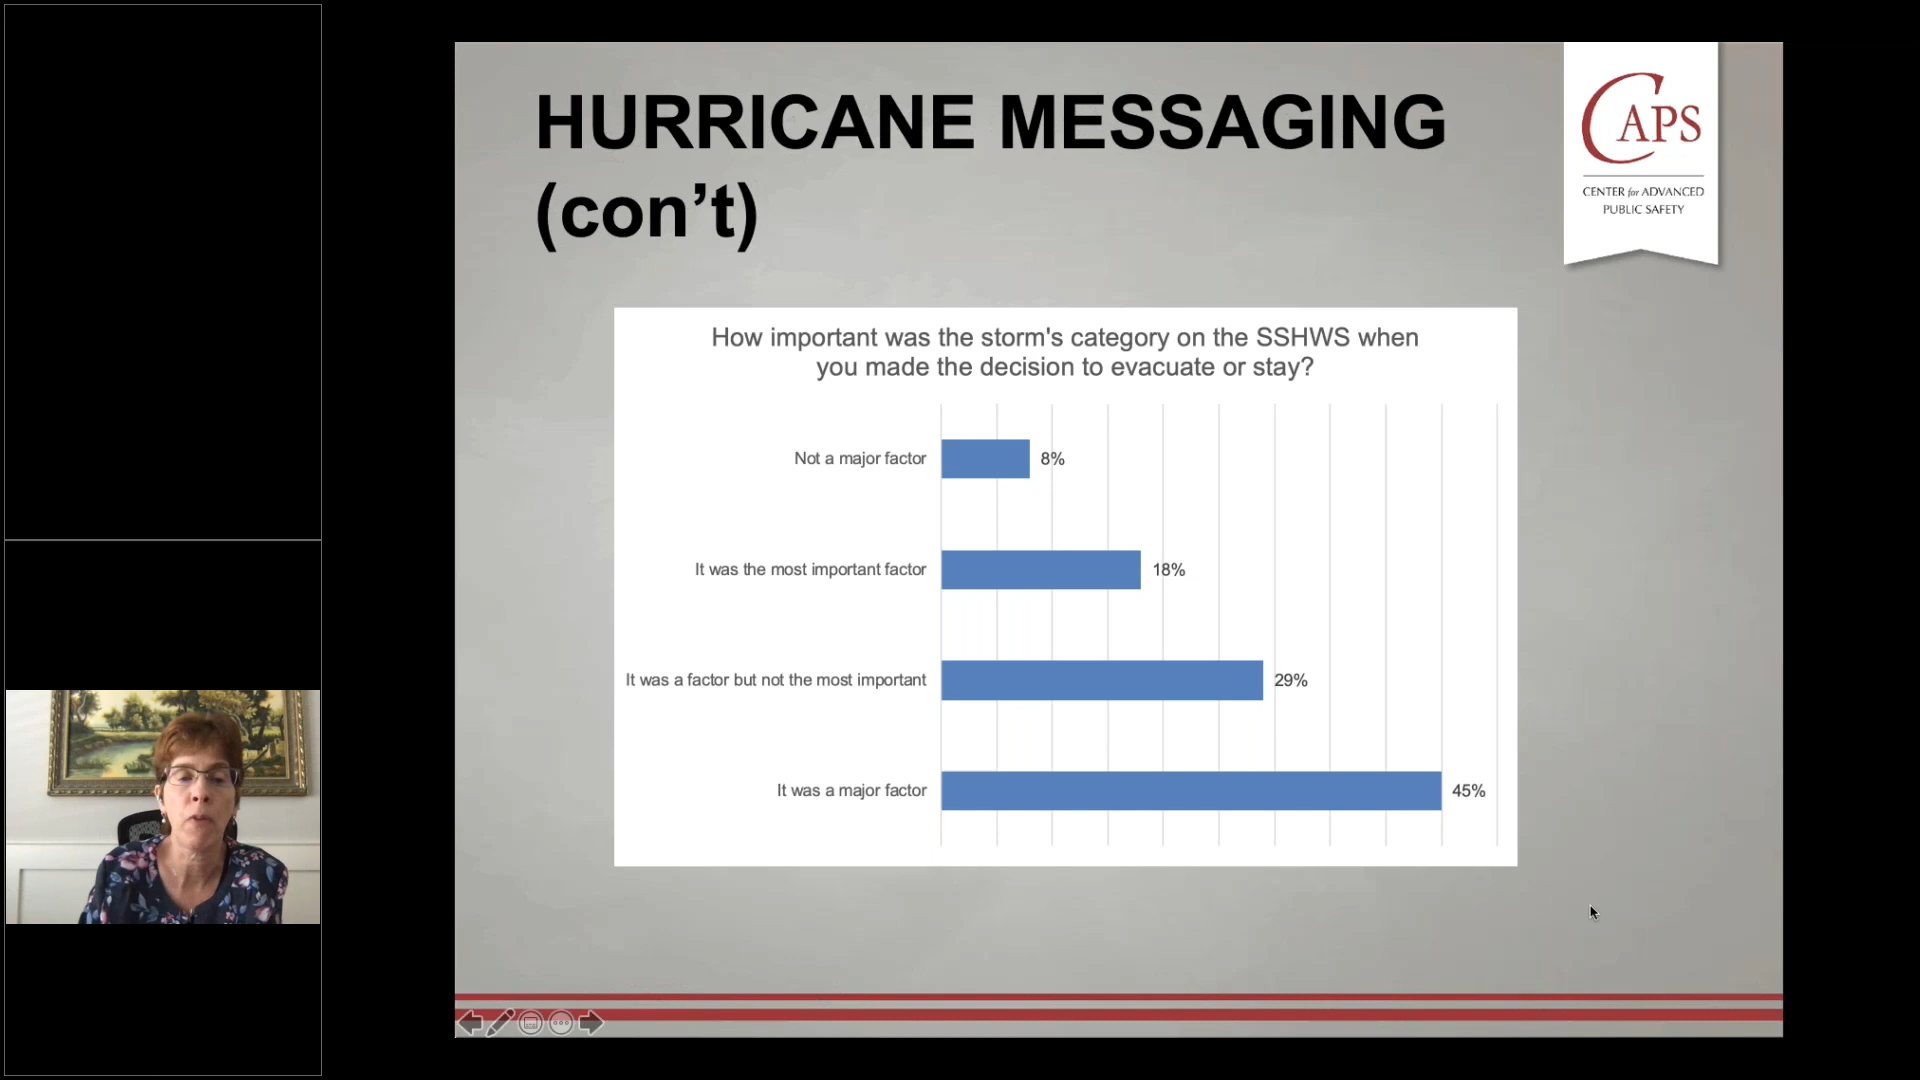 HURRICANE MESSAGING
(con’t)
CAPS
CENTER for ADVANCED
PUBLIC SAFETY
How important was the storm's category on the SSHWS when
you made the decision to evacuate or stay?
Not a major factor 8%
It was the most important factor 18%
It was a factor but not the most important 29%
It was a major factor 45%